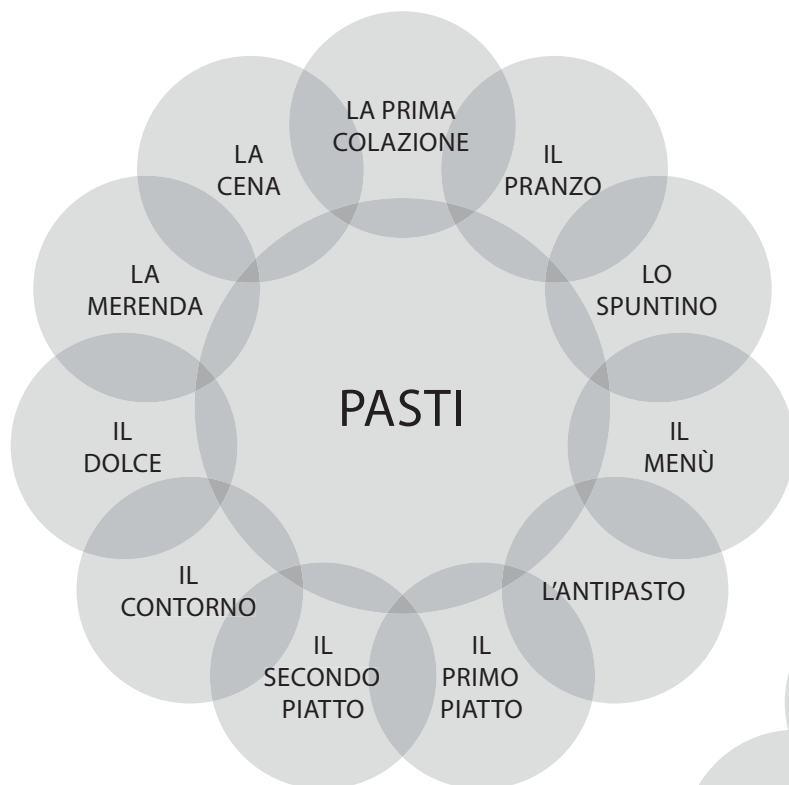 LA PRIMA
COLAZIONE
IL
PRANZO
LO
SPUNTINO
IL
MENÙ
L'ANTIPASTO
IL
PRIMO
PIATTO
IL
SECONDO
PIATTO
IL
CONTORNO
IL
DOLCE
LA
MERENDA
LA
CENA
PASTI